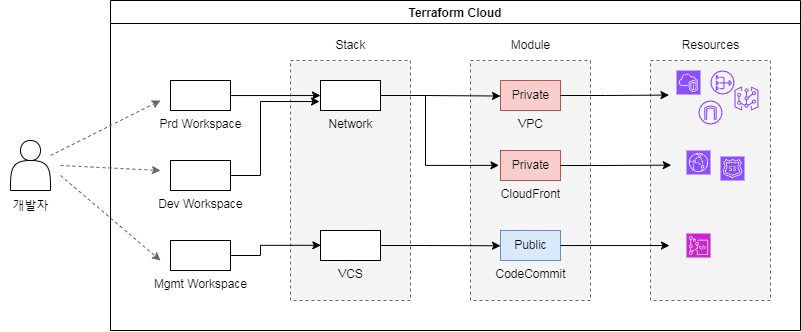 Terraform Cloud
Stack
Module
Resources
Prd Workspace
Network
Private
VPC
Dev Workspace
Private
CloudFront
53
개발자
Mgmt Workspace
VCS
Public
CodeCommit